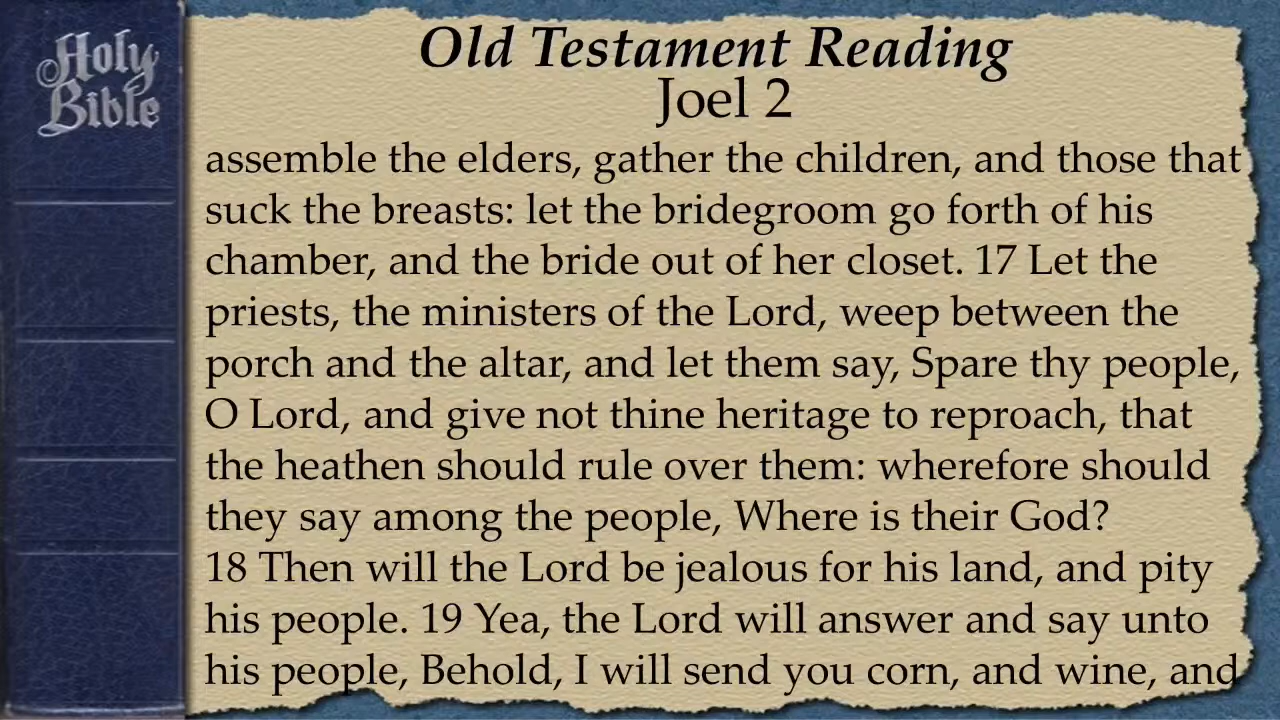 Holy
Bible
Old Testament Reading
Joel 2
assemble the elders, gather the children, and those that
suck the breasts: let the bridegroom go forth of his
chamber, and the bride out of her closet. 17 Let the
priests, the ministers of the Lord, weep between the
porch and the altar, and let them say, Spare thy people,
O Lord, and give not thine heritage to reproach, that
the heathen should rule over them: wherefore should
they say among the people, Where is their God?
18 Then will the Lord be jealous for his land, and pity
his people. 19 Yea, the Lord will answer and say unto
his people, Behold, I will send you corn, and wine, and